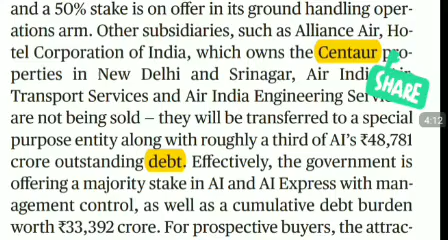 and a 50% stake is on offer in its ground handling oper-
ations arm. Other subsidiaries, such as Alliance Air, Ho-
tel Corporation of India, which owns the Centaur
perties in New Delhi and Srinagar, Air
SHARE
Transport Services and Air India Engineering
4:12
are not being sold – they will be transferred to a special
purpose entity along with roughly a third of AI's ₹48,781
crore outstanding debt. Effectively, the government is
offering a majority stake in AI and AI Express with man-
agement control, as well as a cumulative debt burden
worth ₹33,392 crore. For prospective buyers, the attrac-